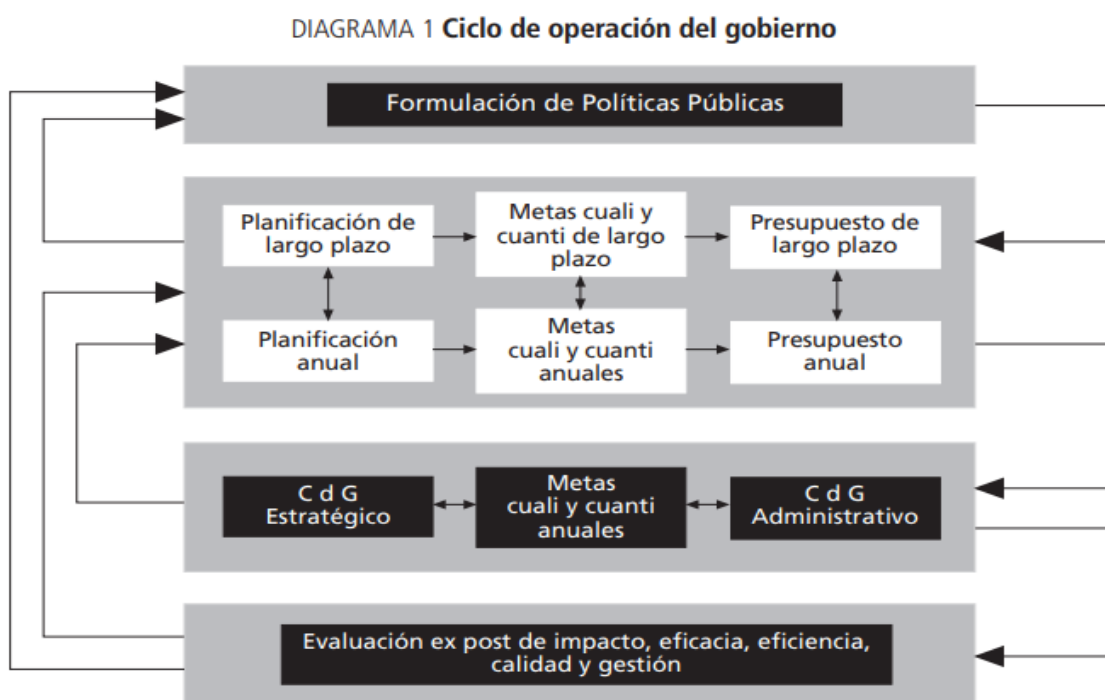 DIAGRAMA 1 Ciclo de operación del gobierno
Formulación de Políticas Públicas
Planificación de
largo plazo
Metas cuali y
cuanti de largo
plazo
Presupuesto de
largo plazo
Planificación
anual
Metas
cuali y cuanti
anuales
Presupuesto
anual
C d G
Estratégico
Metas
cuali y cuanti
anuales
C d G
Administrativo
Evaluación ex post de impacto, eficacia, eficiencia,
calidad y gestión